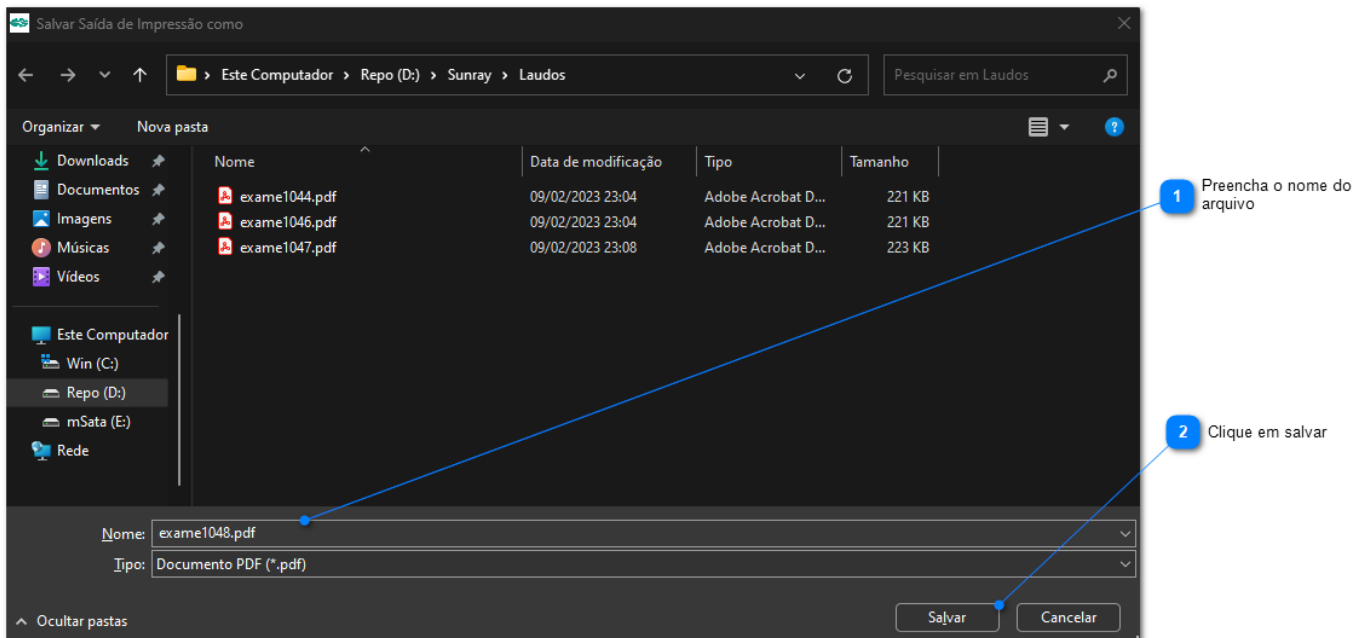 Salvar Saída de Impressão como
Este Computador > Repo (D:) > Sunray > Laudos
Pesquisar em Laudos
Organizar
Nova pasta
Downloads
Documentos
Imagens
Músicas
Vídeos
Este Computador
Win (C:)
Repo (D:)
mSata (E:)
Rede
Nome Data de modificação Tipo Tamanho
exame1044.pdf 09/02/2023 23:04 Adobe Acrobat D... 221 KB
exame1046.pdf 09/02/2023 23:04 Adobe Acrobat D... 221 KB
exame1047.pdf 09/02/2023 23:08 Adobe Acrobat D... 223 KB
1 Preencha o nome do
arquivo
2 Clique em salvar
Nome: exame1048.pdf
Tipo: Documento PDF (*.pdf)
Ocultar pastas
Salvar
Cancelar